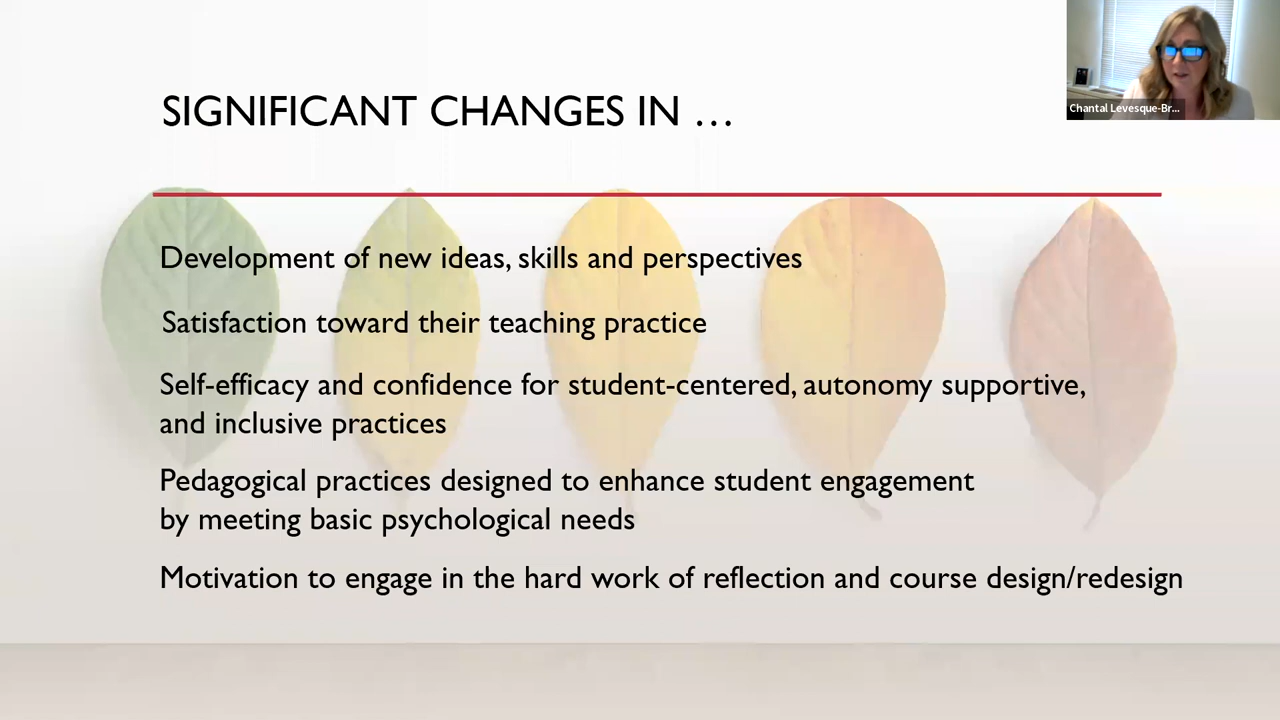 SIGNIFICANT CHANGES IN …
Chantal Levesque-Br...
Development of new ideas, skills and perspectives
Satisfaction toward their teaching practice
Self-efficacy and confidence for student-centered, autonomy supportive,
and inclusive practices
Pedagogical practices designed to enhance student engagement
by meeting basic psychological needs
Motivation to engage in the hard work of reflection and course design/redesign